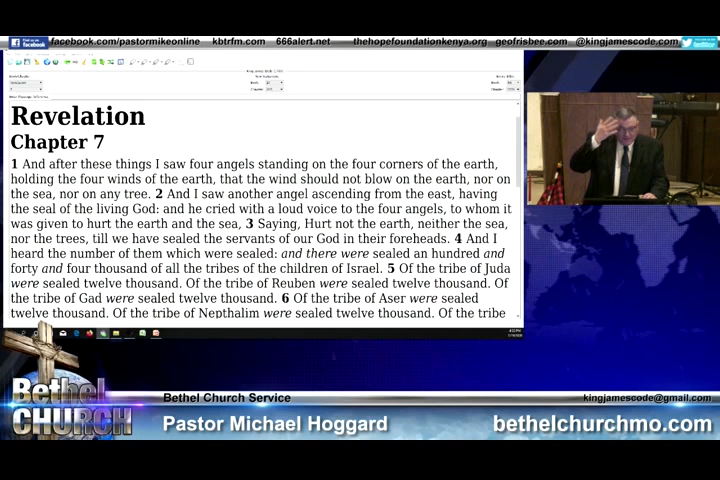 Find us on facebook facebook.com/pastormikeonline kbtrfm.com 666alert.net thehopefoundationkenya.org geofrisbee.com @kingjamescode.com twitter
Revelation
Chapter 7
1 And after these things I saw four angels standing on the four corners of the earth,
holding the four winds of the earth, that the wind should not blow on the earth, nor on
the sea, nor on any tree. 2 And I saw another angel ascending from the east, having
the seal of the living God: and he cried with a loud voice to the four angels, to whom it
was given to hurt the earth and the sea, 3 Saying, Hurt not the earth, neither the sea,
nor the trees, till we have sealed the servants of our God in their foreheads. 4 And I
heard the number of them which were sealed: and there were sealed an hundred and
forty and four thousand of all the tribes of the children of Israel. 5 Of the tribe of Juda
were sealed twelve thousand. Of the tribe of Reuben were sealed twelve thousand. Of
the tribe of Gad were sealed twelve thousand. 6 Of the tribe of Aser were sealed
twelve thousand. Of the tribe of Nepthalim were sealed twelve thousand. Of the tribe
Bethel
CHURCH
Bethel Church Service
kingjamescode@gmail.com
Pastor Michael Hoggard
bethelchurchmo.com